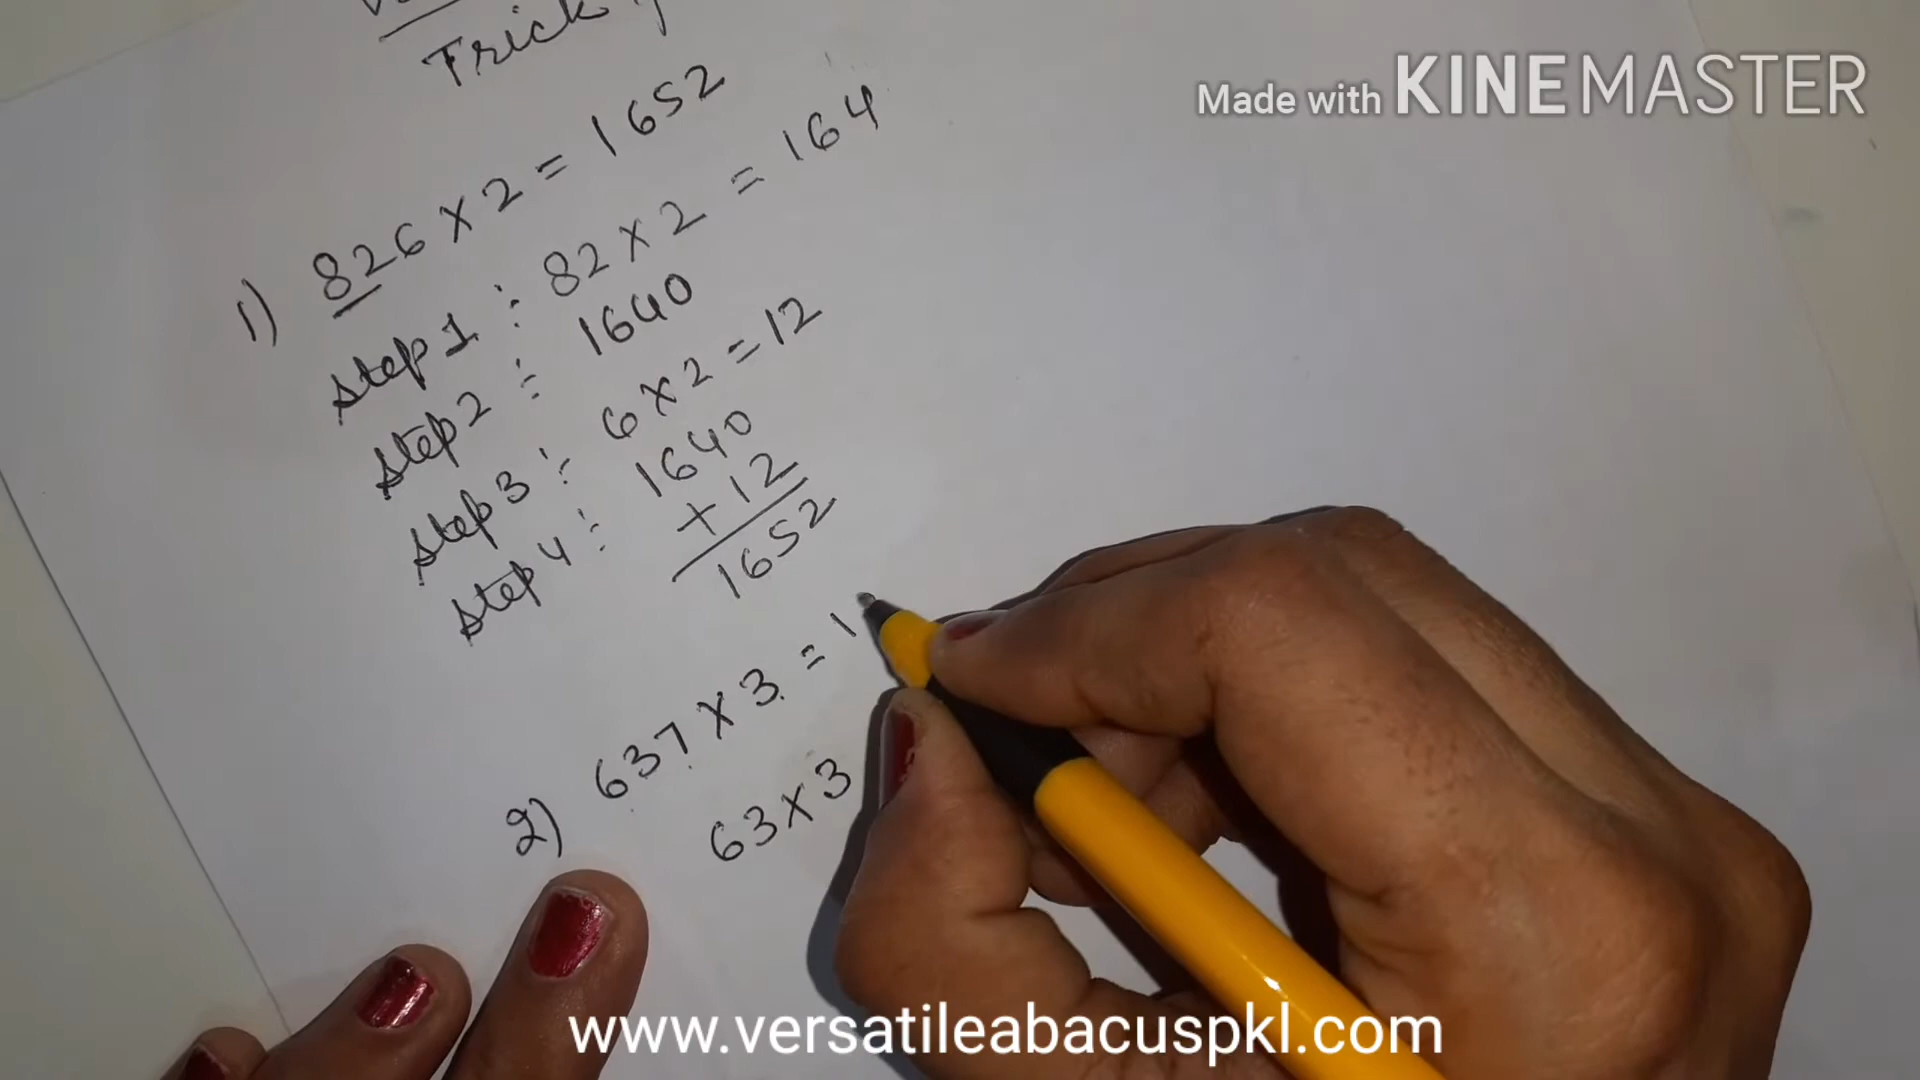 Trick
1) 826 × 2 = 1652
Step 1 : 82 × 2 = 164
Step 2 : 1640
Step 3 : 6 × 2 = 12
Step 4 : 1640
+ 12
1652
2) 637 × 3 = 1
63 × 3
Made with KINEMASTER
www.versatileabacuspkl.com